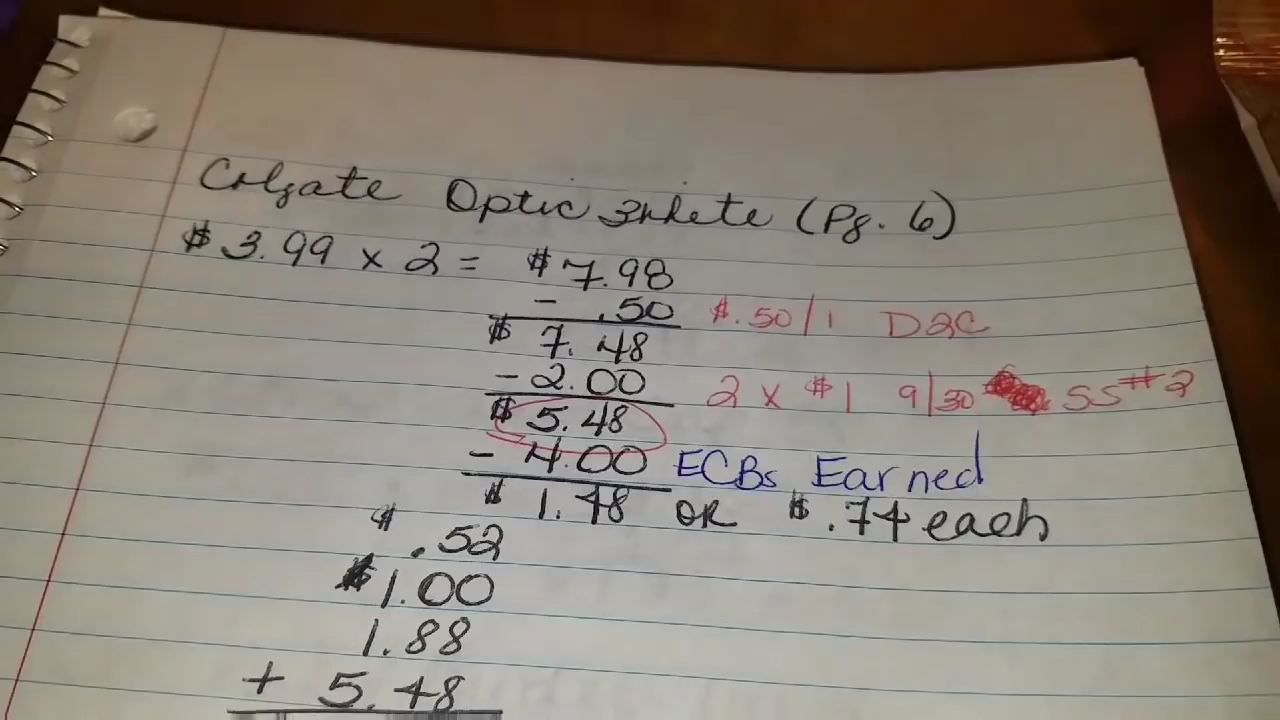 Colgate Optic White (Pg. 6)
$3.99 x 2 = $7.98
- .50 $.50/1 D2C
$7.48
- 2.00 2 x $1 9/30 SS#2
$5.48
- 4.00 ECBs Earned
$1.48 OR $.74 each
$.52
$1.00
1.88
+ 5.48